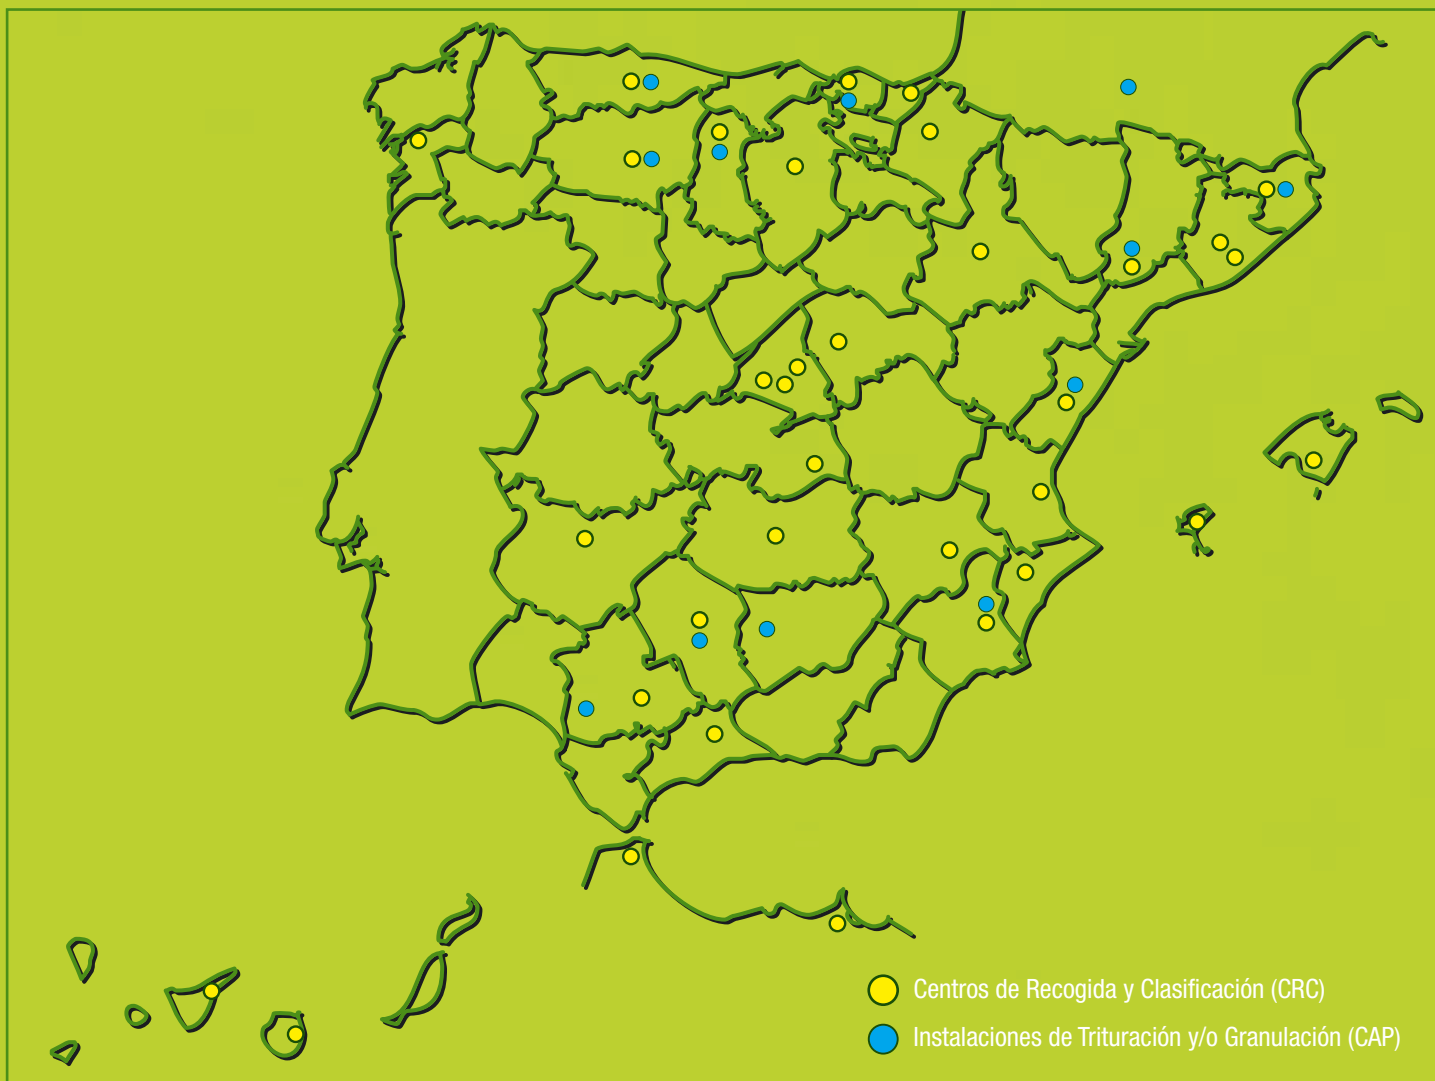 Centros de Recogida y Clasificación (CRC)
Instalaciones de Trituración y/o Granulación (CAP)